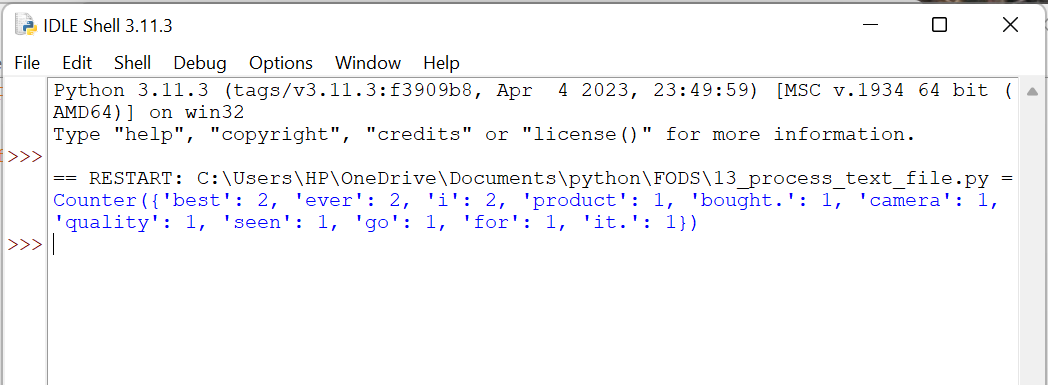 IDLE Shell 3.11.3
File Edit Shell Debug Options Window Help
Python 3.11.3 (tags/v3.11.3:f3909b8, Apr  4 2023, 23:49:59) [MSC v.1934 64 bit (
AMD64)] on win32
Type "help", "copyright", "credits" or "license()" for more information.
>>>
== RESTART: C:\Users\HP\OneDrive\Documents\python\FODS\13_process_text_file.py =
Counter({'best': 2, 'ever': 2, 'i': 2, 'product': 1, 'bought.': 1, 'camera': 1,
'quality': 1, 'seen': 1, 'go': 1, 'for': 1, 'it.': 1})
>>>